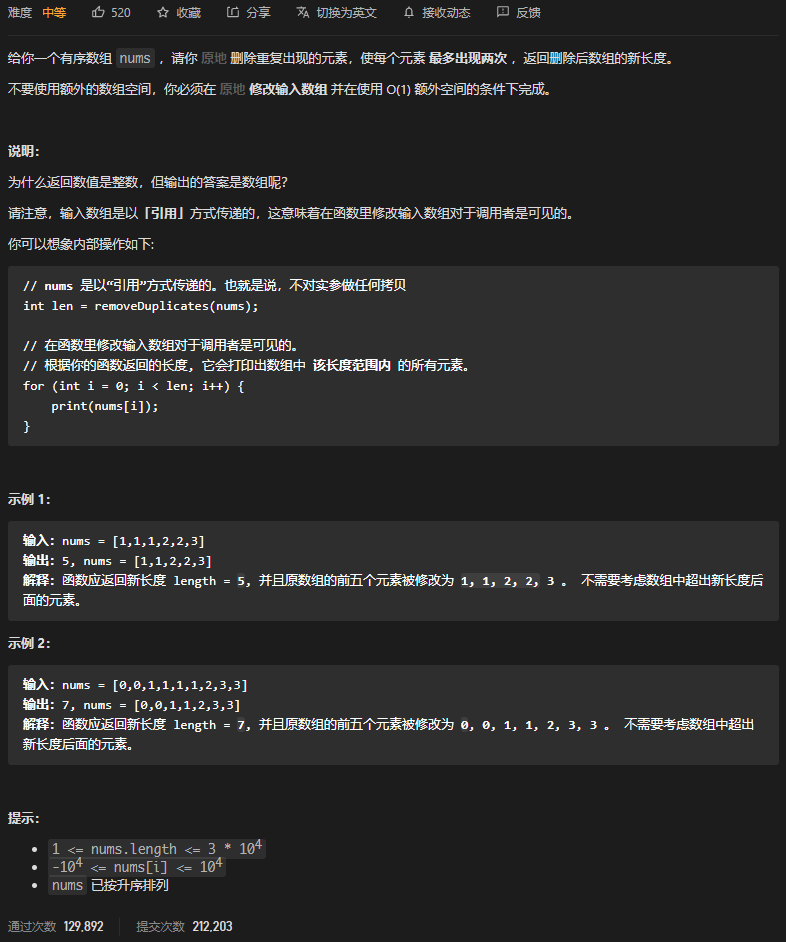 难度 中等 520 收藏 分享 切换为英文 接收动态 反馈
给你一个有序数组 nums ，请你 原地 删除重复出现的元素，使每个元素 最多出现两次 ，返回删除后数组的新长度。
不要使用额外的数组空间，你必须在 原地 修改输入数组 并在使用 O(1) 额外空间的条件下完成。
说明：
为什么返回数值是整数，但输出的答案是数组呢？
请注意，输入数组是以「引用」方式传递的，这意味着在函数里修改输入数组对于调用者是可见的。
你可以想象内部操作如下:
// nums 是以“引用”方式传递的。也就是说，不对实参做任何拷贝
int len = removeDuplicates(nums);
// 在函数里修改输入数组对于调用者是可见的。
// 根据你的函数返回的长度, 它会打印出数组中 该长度范围内 的所有元素。
for (int i = 0; i < len; i++) {
print(nums[i]);
}
示例 1：
输入：nums = [1,1,1,2,2,3]
输出：5, nums = [1,1,2,2,3]
解释：函数应返回新长度 length = 5, 并且原数组的前五个元素被修改为 1, 1, 2, 2, 3 。 不需要考虑数组中超出新长度后
面的元素。
示例 2：
输入：nums = [0,0,1,1,1,1,2,3,3]
输出：7, nums = [0,0,1,1,2,3,3]
解释：函数应返回新长度 length = 7, 并且原数组的前五个元素被修改为 0, 0, 1, 1, 2, 3, 3 。 不需要考虑数组中超出
新长度后面的元素。
提示：
1 <= nums.length <= 3 * 10⁴
-10⁴ <= nums[i] <= 10⁴
nums 已按升序排列
通过次数 129,892 提交次数 212,203